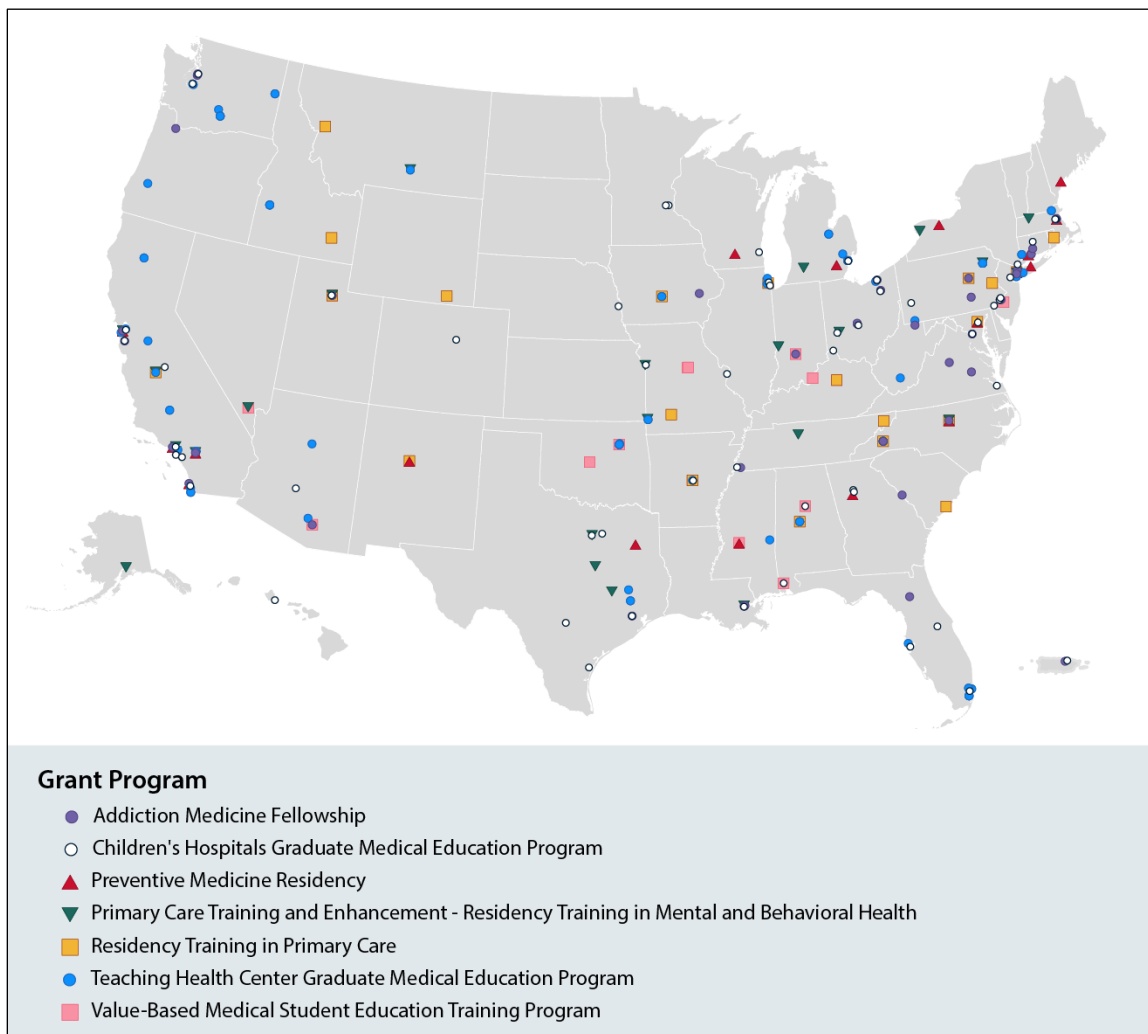 Grant Program
Addiction Medicine Fellowship
Children's Hospitals Graduate Medical Education Program
Preventive Medicine Residency
Primary Care Training and Enhancement - Residency Training in Mental and Behavioral Health
Residency Training in Primary Care
Teaching Health Center Graduate Medical Education Program
Value-Based Medical Student Education Training Program